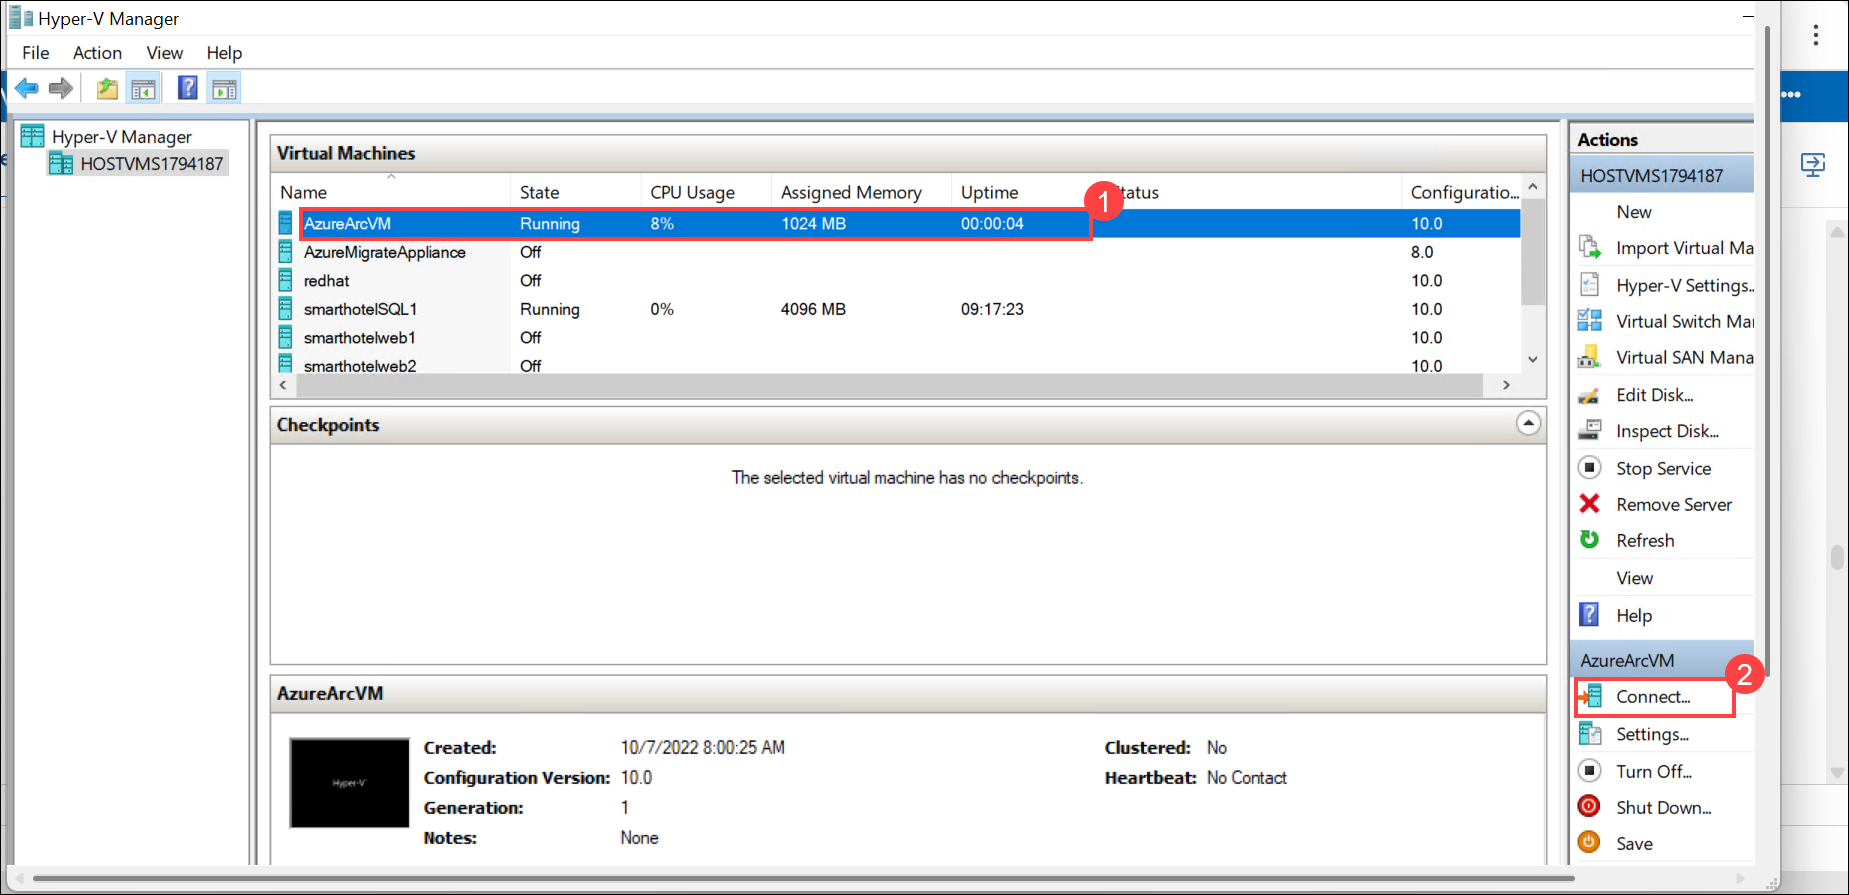 Hyper-V Manager
File Action View Help
Hyper-V Manager
HOSTVMS1794187
Virtual Machines
Name State CPU Usage Assigned Memory Uptime tatus Configuratio...
1
AzureArcVM Running 8% 1024 MB 00:00:04 10.0
AzureMigrateAppliance Off 8.0
redhat Off 10.0
smarthotelSQL1 Running 0% 4096 MB 09:17:23 10.0
smarthotelweb1 Off 10.0
smarthotelweb2 Off 10.0
Checkpoints
The selected virtual machine has no checkpoints.
AzureArcVM
Hyper-V
Created: 10/7/2022 8:00:25 AM Clustered: No
Configuration Version: 10.0 Heartbeat: No Contact
Generation: 1
Notes: None
Actions
HOSTVMS1794187
New
Import Virtual Ma
Hyper-V Settings..
Virtual Switch Mar
Virtual SAN Mana
Edit Disk...
Inspect Disk...
Stop Service
Remove Server
Refresh
View
Help
AzureArcVM
2
Connect...
Settings...
Turn Off...
Shut Down...
Save